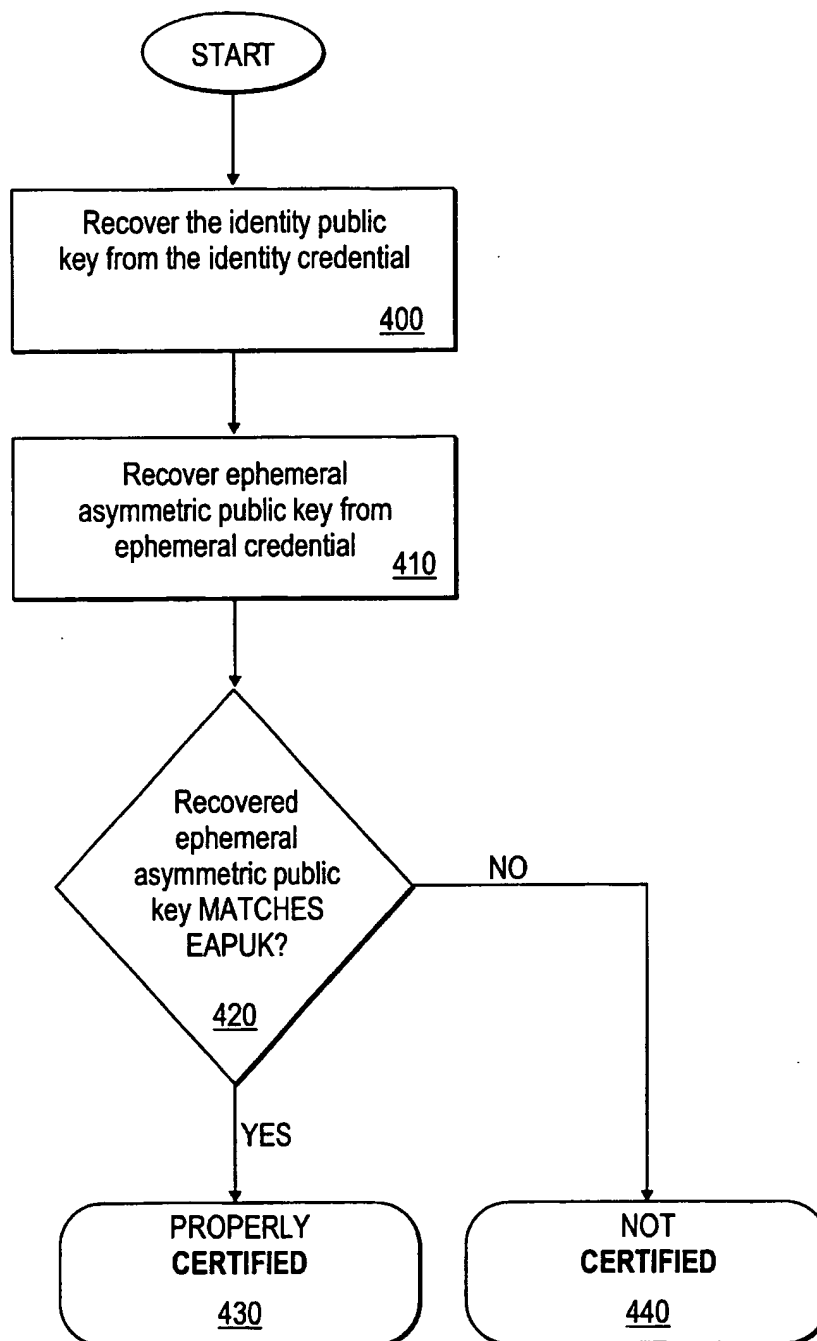 START
Recover the identity public
key from the identity credential
400
Recover ephemeral
asymmetric public key from
ephemeral credential
410
Recovered
ephemeral
asymmetric public
key MATCHES
EAPUK?
420
NO
YES
PROPERLY
CERTIFIED
430
NOT
CERTIFIED
440